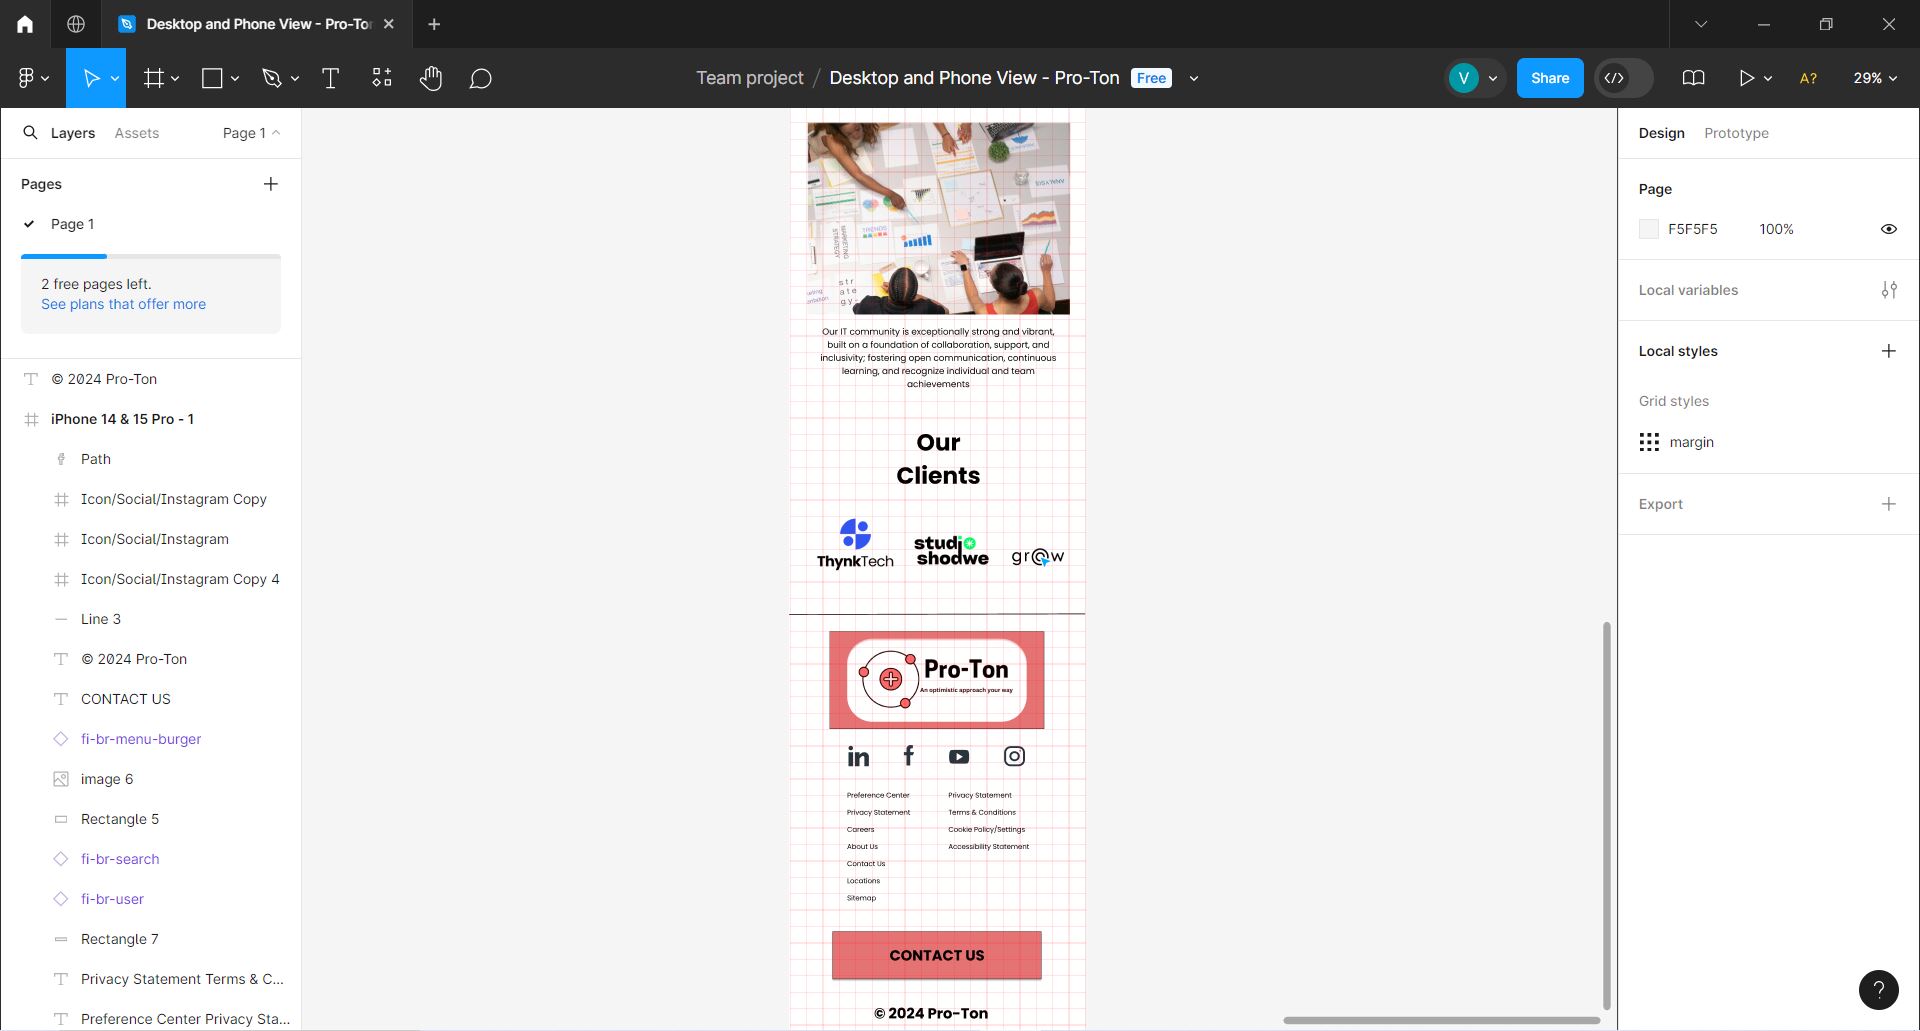 Desktop and Phone View - Pro-To
Team project / Desktop and Phone View - Pro-Ton Free
V
Share
A?
29%
Layers Assets Page 1
Pages
Page 1
2 free pages left.
See plans that offer more
© 2024 Pro-Ton
iPhone 14 & 15 Pro - 1
Path
Icon/Social/Instagram Copy
Icon/Social/Instagram
Icon/Social/Instagram Copy 4
Line 3
© 2024 Pro-Ton
CONTACT US
fi-br-menu-burger
image 6
Rectangle 5
fi-br-search
fi-br-user
Rectangle 7
Privacy Statement Terms & C...
Preference Center Privacy Sta...
ANALYSIS
TRENDS
MARKETING
STRATEGY
str
ate
gy
Our IT community is exceptionally strong and vibrant,
built on a foundation of collaboration, support, and
inclusivity; fostering open communication, continuous
learning, and recognize individual and team
achievements
Our
Clients
ThynkTech
studio
shodwe
grow
Pro-Ton
An optimistic approach your way
in f
Preference Center
Privacy Statement
Careers
About Us
Contact Us
Locations
Sitemap
Privacy Statement
Terms & Conditions
Cookie Policy/Settings
Accessibility Statement
CONTACT US
© 2024 Pro-Ton
Design Prototype
Page
F5F5F5 100%
Local variables
Local styles
Grid styles
margin
Export
?